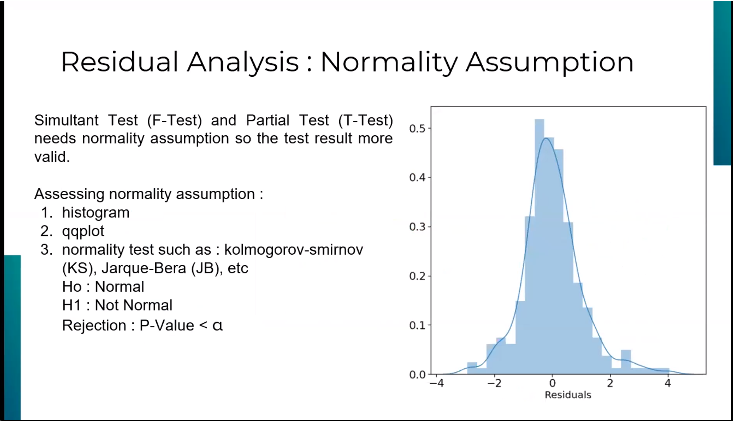 Residual Analysis : Normality Assumption
Simultant Test (F-Test) and Partial Test (T-Test)
needs normality assumption so the test result more
valid.
Assessing normality assumption :
1. histogram
2. qqplot
3. normality test such as : kolmogorov-smirnov
(KS), Jarque-Bera (JB), etc
Ho : Normal
H1 : Not Normal
Rejection : P-Value < α
0.5
0.4
0.3
0.2
0.1
0.0
−4 −2 0 2 4
Residuals